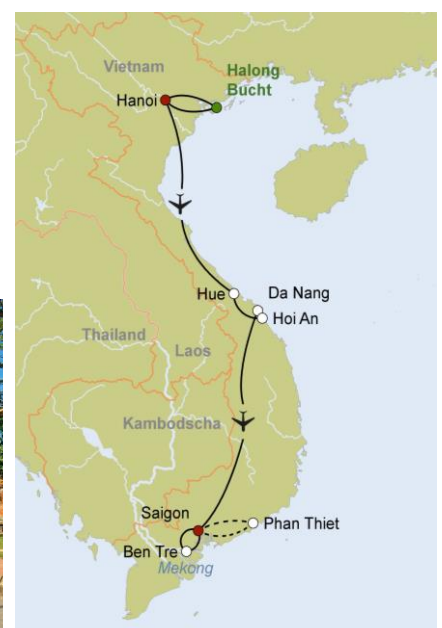 Vietnam
Halong
Bucht
Hanoi
Hue
Da Nang
Hoi An
Thailand
Laos
Kambodscha
Saigon
Phan Thiet
Ben Tre
Mekong